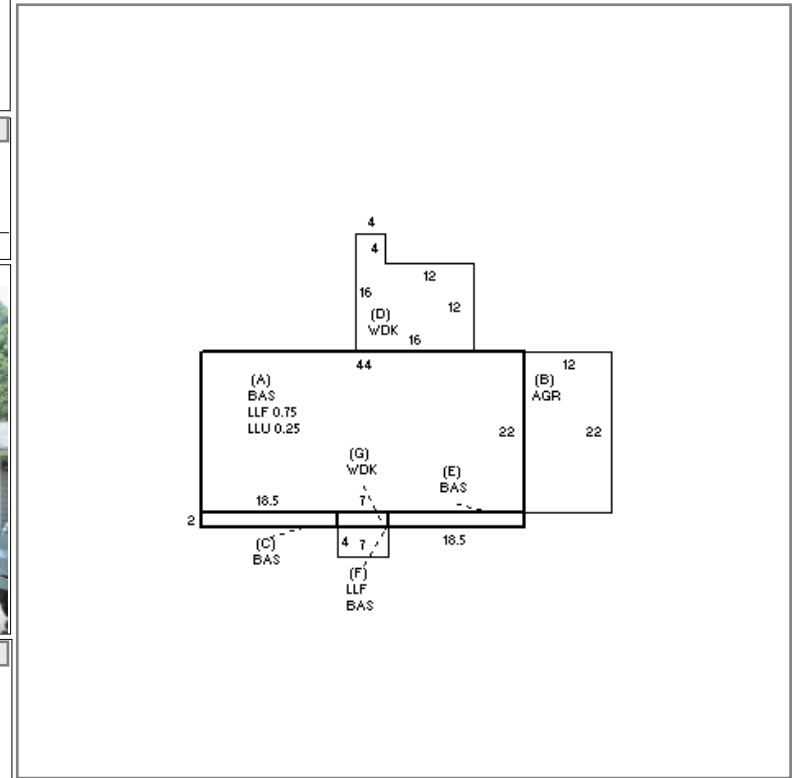 4
4
12
16
12
(D)
WDK
16
44
12
(A)
BAS
LLF 0.75
LLU 0.25
(B)
AGR
22
22
(G)
WDK
(E)
BAS
18.5
7
2
(C)
BAS
4
7
18.5
(F)
LLF
BAS